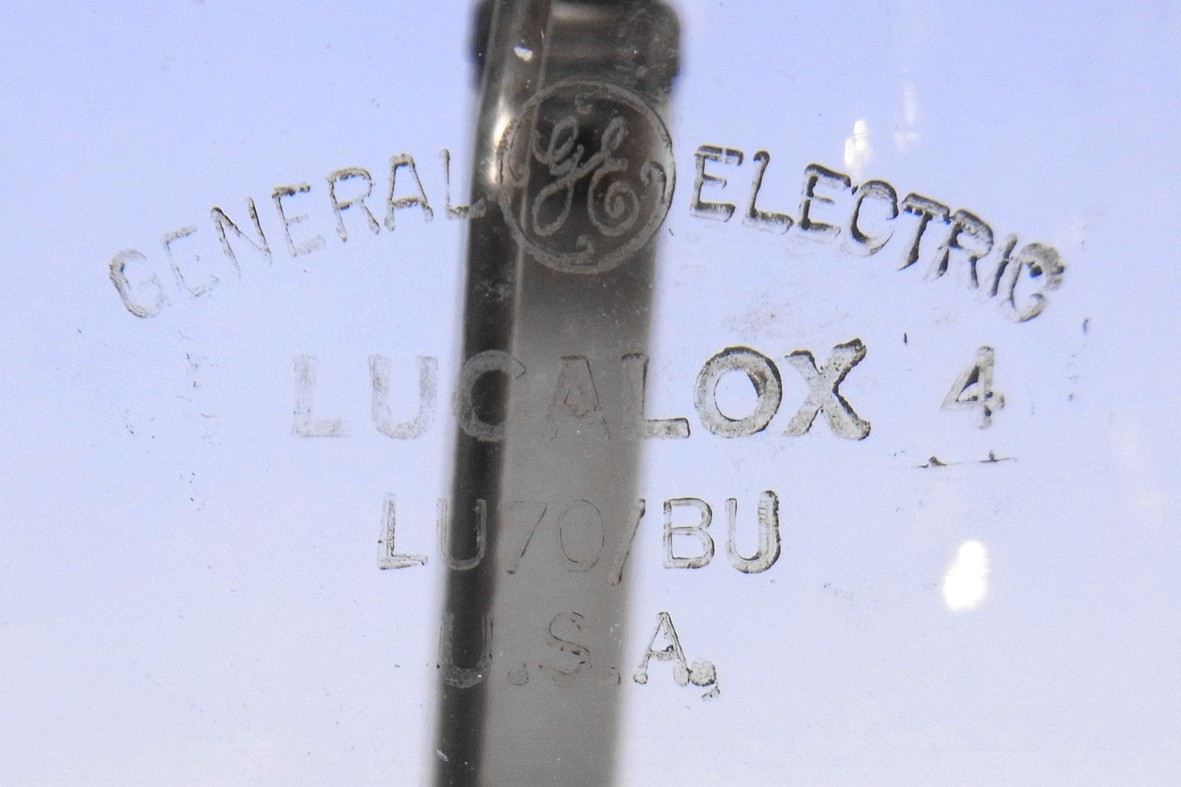 GENERAL GE ELECTRIC
LUCALOX 4
LU70/BU
U.S.A.